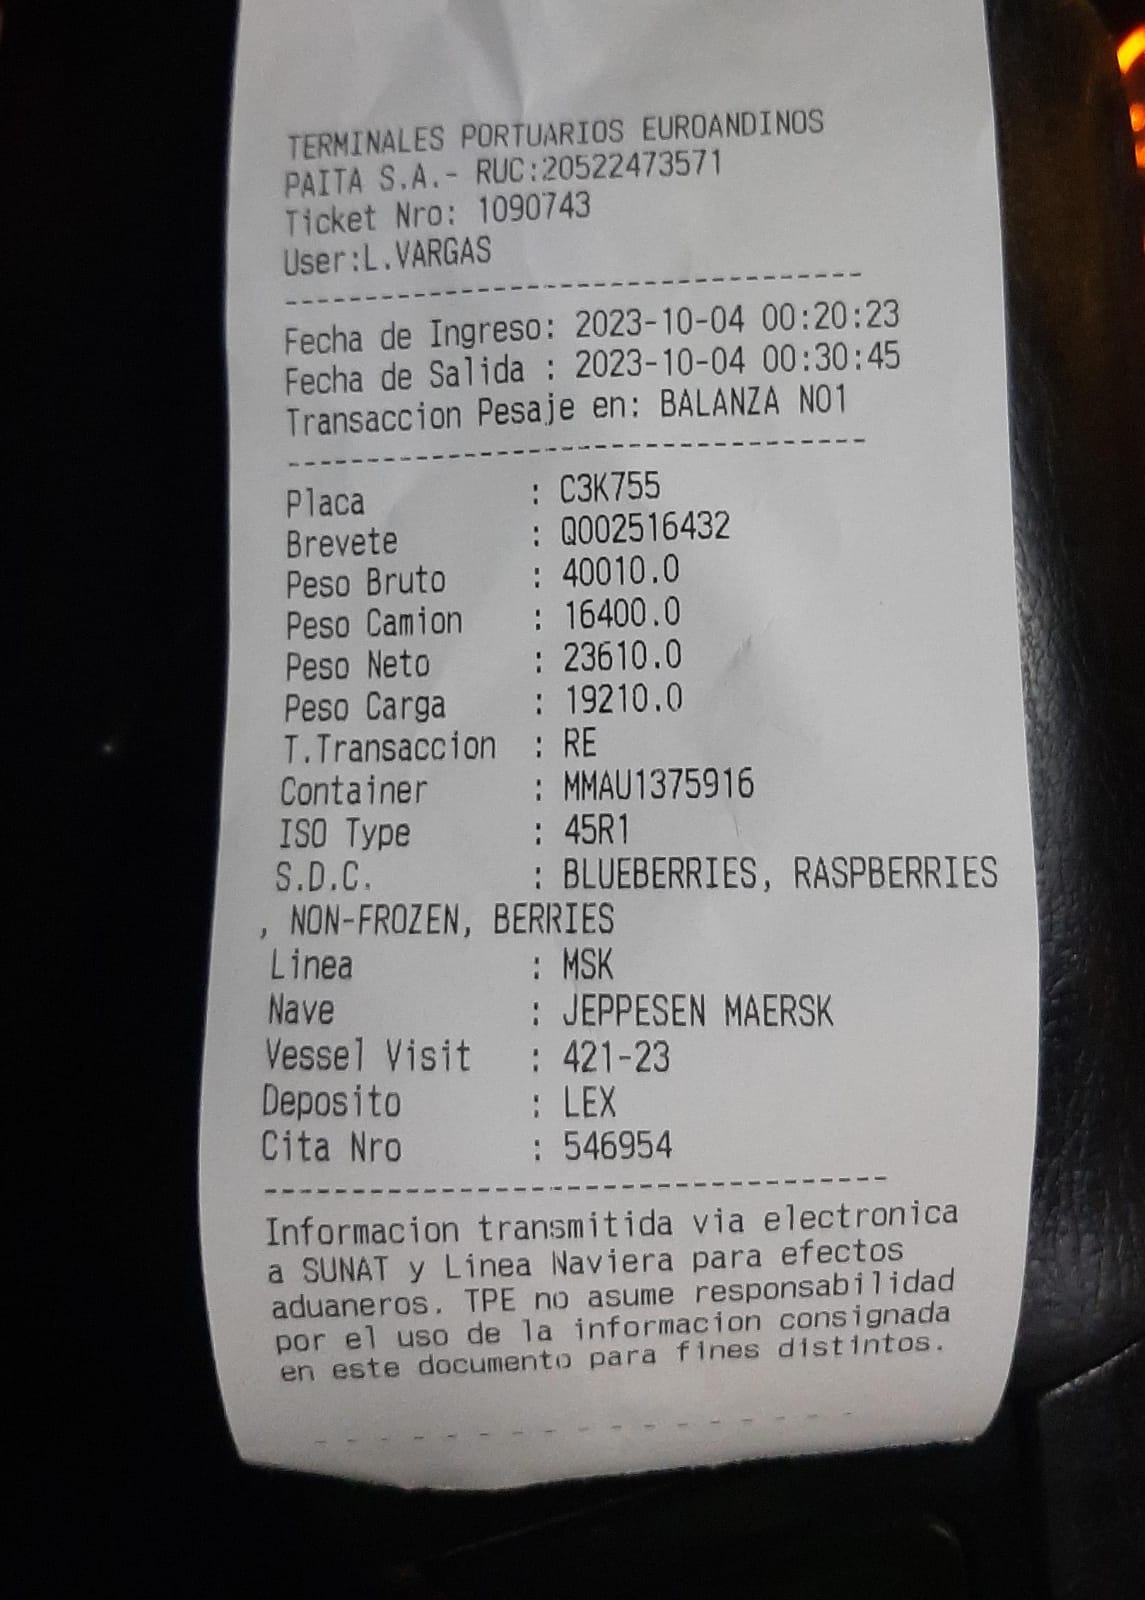 TERMINALES PORTUARIOS EUROANDINOS
PAITA S.A.- RUC:20522473571
Ticket Nro: 1090743
User:L.VARGAS
---------------------------------
Fecha de Ingreso: 2023-10-04 00:20:23
Fecha de Salida : 2023-10-04 00:30:45
Transaccion Pesaje en: BALANZA NO1
---------------------------------
Placa : C3K755
Brevete : Q002516432
Peso Bruto : 40010.0
Peso Camion : 16400.0
Peso Neto : 23610.0
Peso Carga : 19210.0
T.Transaccion : RE
Container : MMAU1375916
ISO Type : 45R1
S.D.C. : BLUEBERRIES, RASPBERRIES
, NON-FROZEN, BERRIES
Linea : MSK
Nave : JEPPESEN MAERSK
Vessel Visit : 421-23
Deposito : LEX
Cita Nro : 546954
---------------------------------
Informacion transmitida via electronica
a SUNAT y Linea Naviera para efectos
aduaneros. TPE no asume responsabilidad
por el uso de la informacion consignada
en este documento para fines distintos.
- - - - - - - - - - - - - - - - -